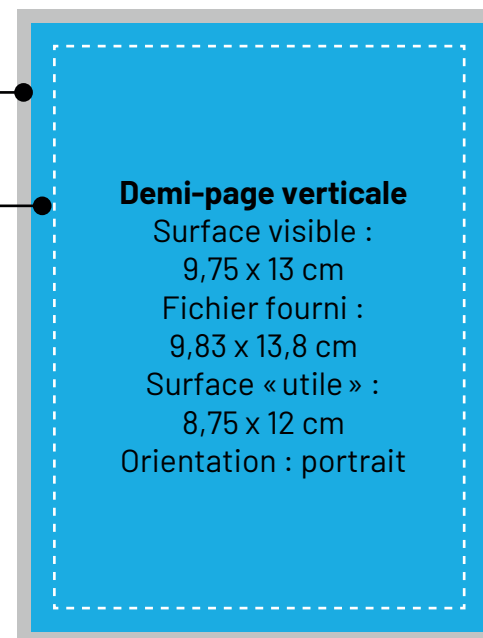 Demi-page verticale
Surface visible :
9,75 x 13 cm
Fichier fourni :
9,83 x 13,8 cm
Surface « utile » :
8,75 x 12 cm
Orientation : portrait